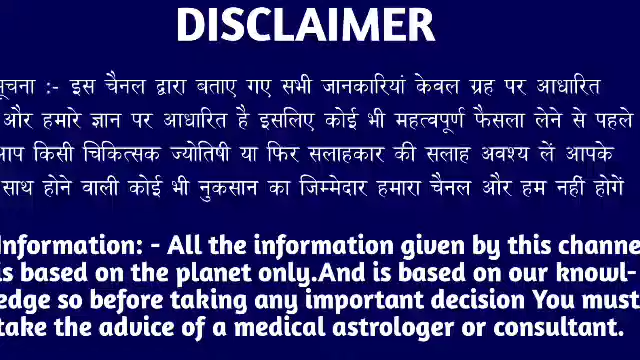 DISCLAIMER
सूचना :- इस चैनल द्वारा बताए गए सभी जानकारियां केवल ग्रह पर आधारित
और हमारे ज्ञान पर आधारित है इसलिए कोई भी महत्वपूर्ण फैसला लेने से पहले
आप किसी चिकित्सक ज्योतिषी या फिर सलाहकार की सलाह अवश्य लें आपके
साथ होने वाली कोई भी नुकसान का जिम्मेदार हमारा चैनल और हम नहीं होगें
Information: - All the information given by this channe
is based on the planet only.And is based on our knowl-
edge so before taking any important decision You must
take the advice of a medical astrologer or consultant.